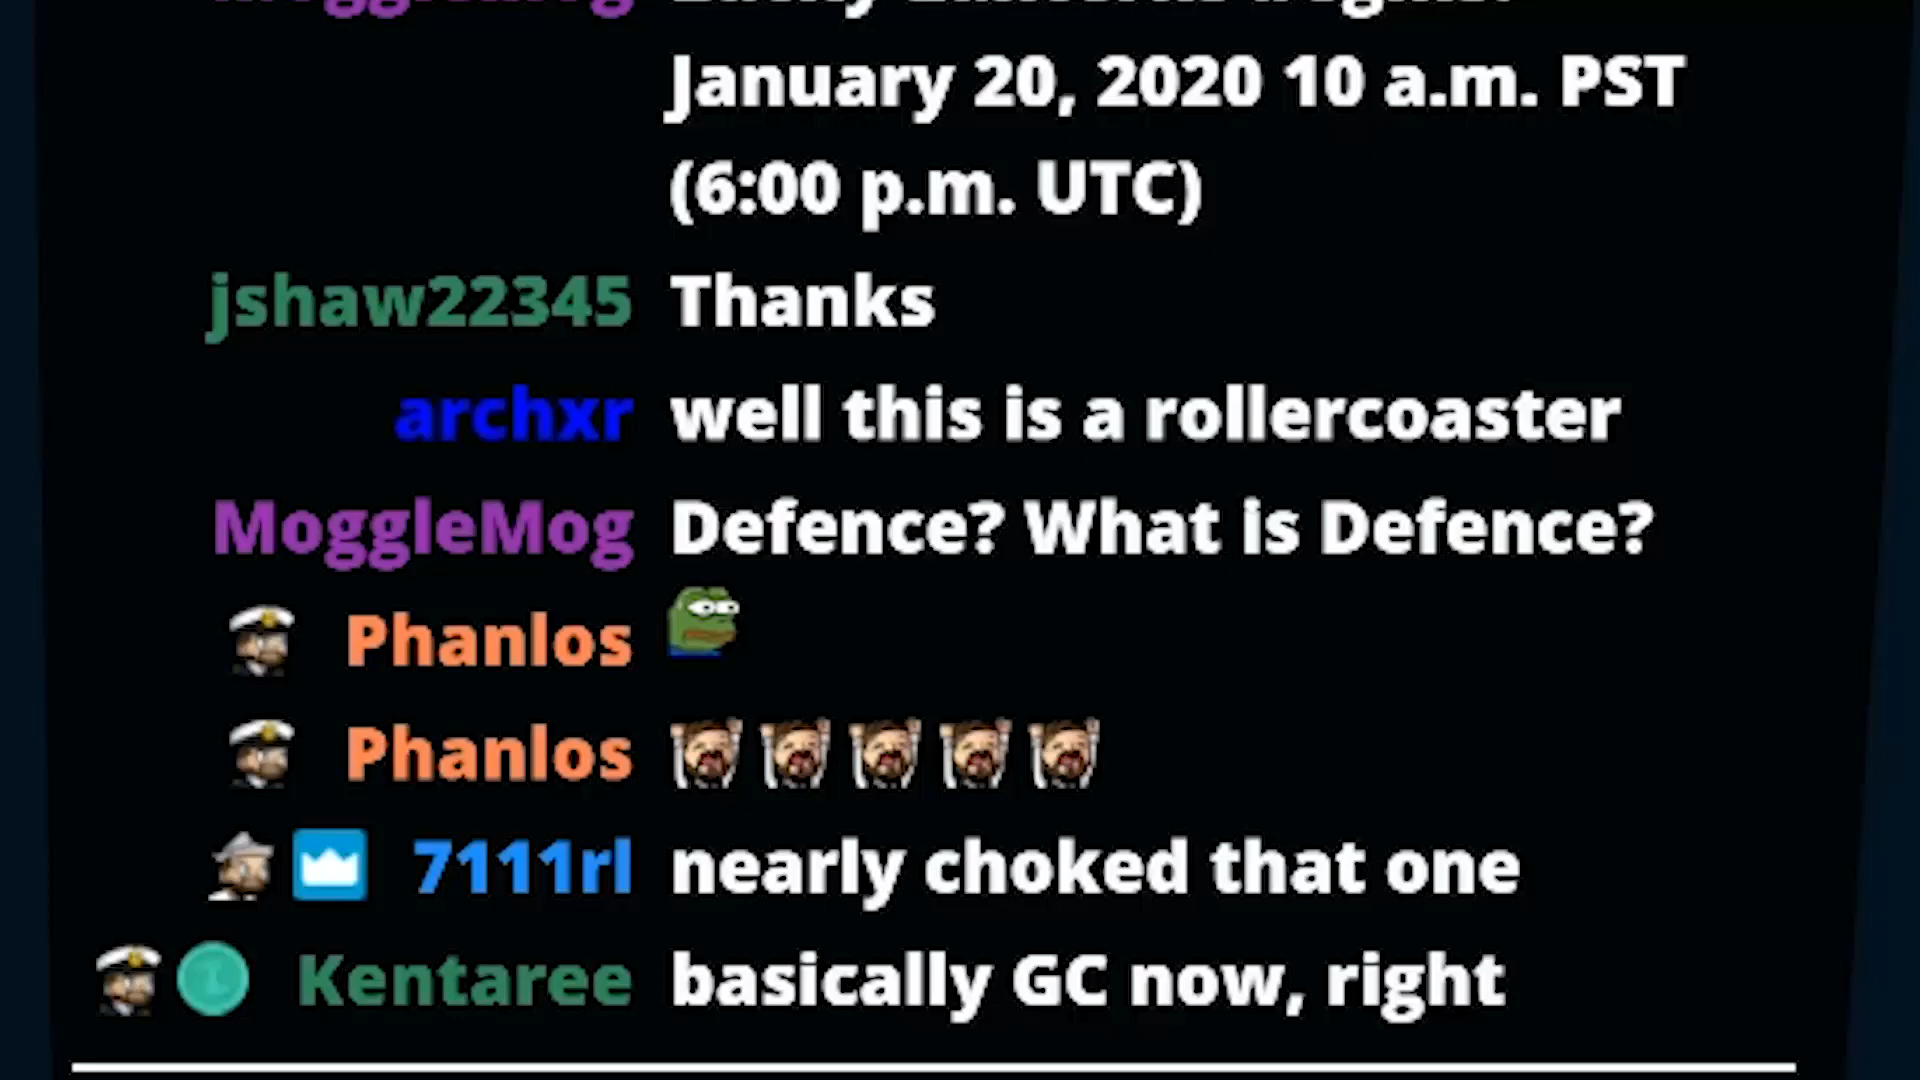 MoggleMog
January 20, 2020 10 a.m. PST
(6:00 p.m. UTC)
jshaw22345 Thanks
archxr well this is a rollercoaster
MoggleMog Defence? What is Defence?
Phanlos
Phanlos
7111rl nearly choked that one
Kentaree basically GC now, right